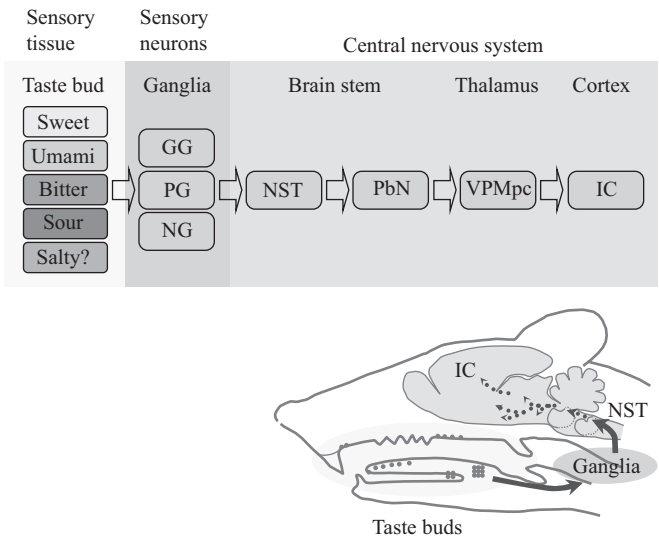 Sensory
tissue
Sensory
neurons
Central nervous system
Taste bud
Ganglia
Brain stem
Thalamus
Cortex
Sweet
Umami
Bitter
Sour
Salty?
GG
PG
NG
NST
PbN
VPMpc
IC
IC
NST
Ganglia
Taste buds